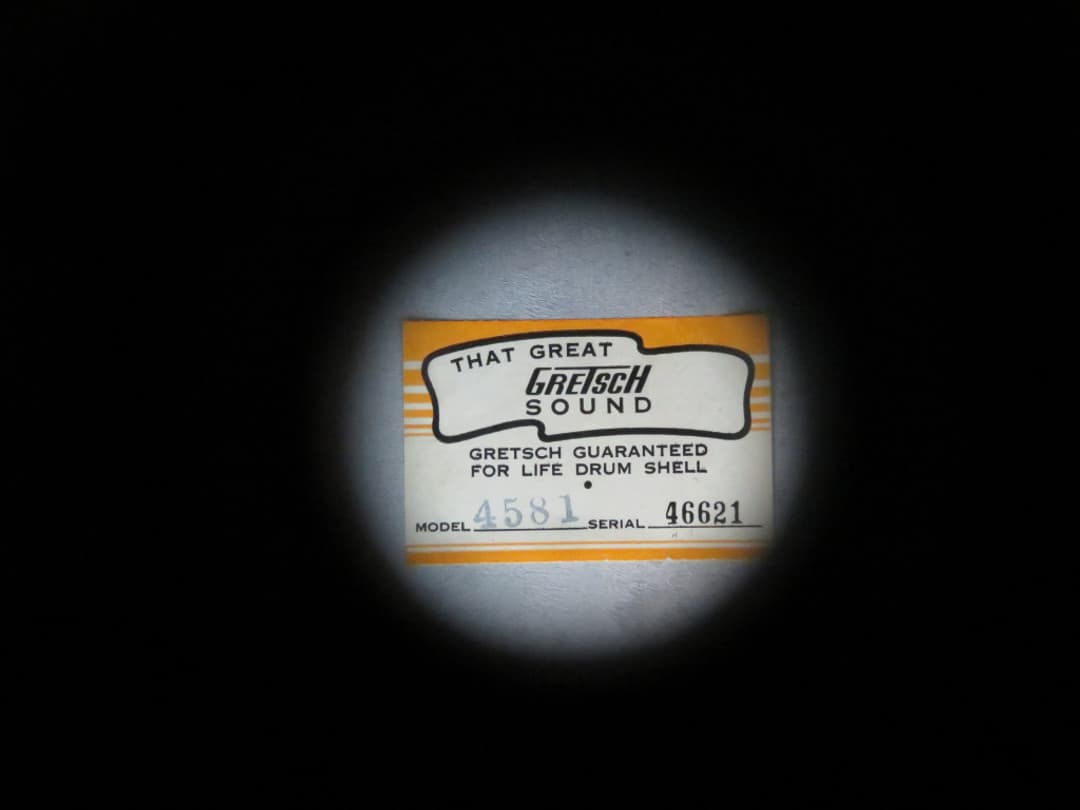 THAT GREAT
GRETSCH
SOUND
GRETSCH GUARANTEED
FOR LIFE DRUM SHELL
MODEL 4581 SERIAL 46621